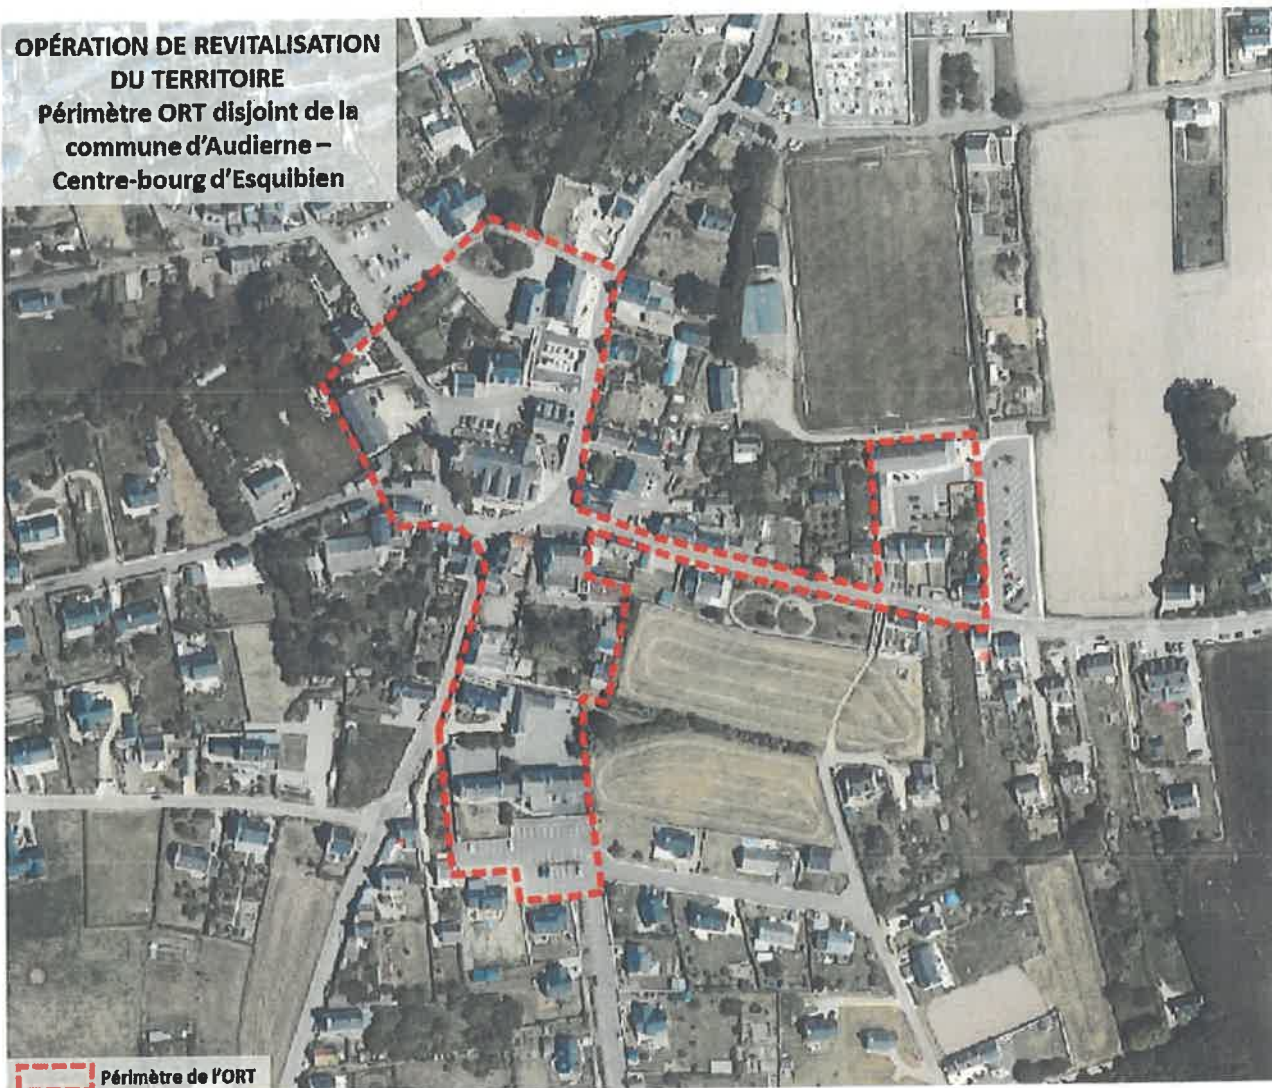 OPÉRATION DE REVITALISATION
DU TERRITOIRE
Périmètre ORT disjoint de la
commune d'Audierne –
Centre-bourg d'Esquibien
Périmètre de l'ORT